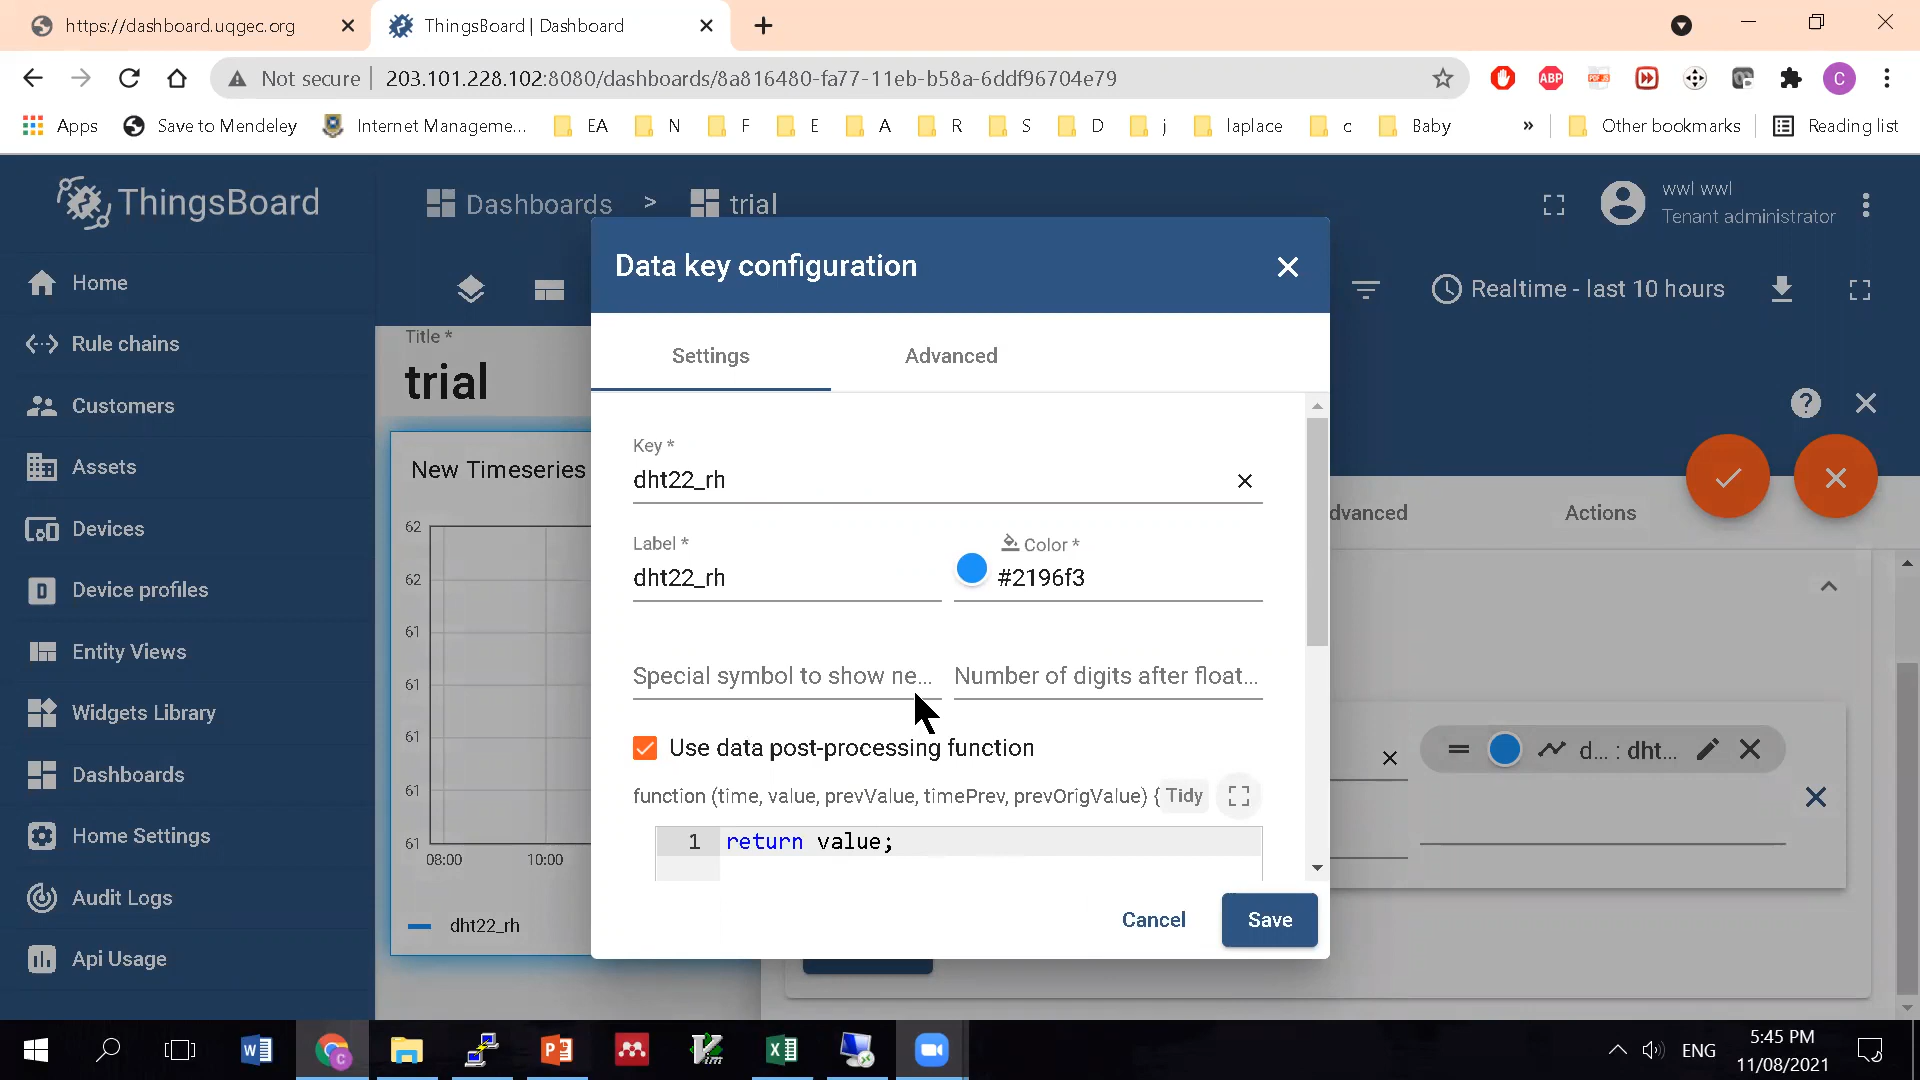 https://dashboard.uqgec.org
ThingsBoard | Dashboard
Not secure
203.101.228.102:8080/dashboards/8a816480-fa77-11eb-b58a-6ddf96704e79
ABP
C
Apps
Save to Mendeley
Internet Manageme...
EA
N
F
E
A
R
S
D
j
laplace
c
Baby
»
Other bookmarks
Reading list
ThingsBoard
Dashboards > trial
wwl wwl
Tenant administrator
Home
Rule chains
Customers
Assets
Devices
Device profiles
Entity Views
Widgets Library
Dashboards
Home Settings
Audit Logs
Api Usage
Realtime - last 10 hours
Title *
trial
New Timeseries
62
62
61
61
61
61
61
08:00
10:00
dht22_rh
Data key configuration
Settings
Advanced
Key *
dht22_rh
Label *
dht22_rh
Color *
#2196f3
Special symbol to show ne...
Number of digits after float...
Use data post-processing function
function (time, value, prevValue, timePrev, prevOrigValue) {
Tidy
1 return value;
Cancel
Save
dvanced
Actions
d... : dht...
ENG
5:45 PM
11/08/2021